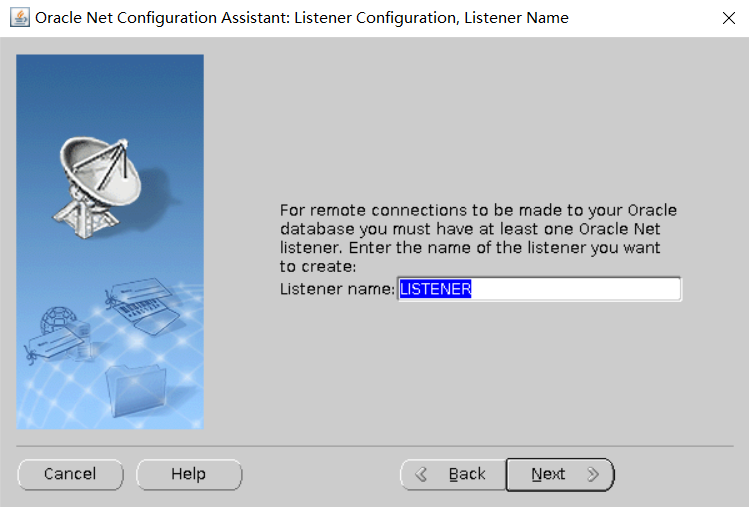 Oracle Net Configuration Assistant: Listener Configuration, Listener Name
For remote connections to be made to your Oracle
database you must have at least one Oracle Net
listener. Enter the name of the listener you want
to create:
Listener name: LISTENER
Cancel Help Back Next